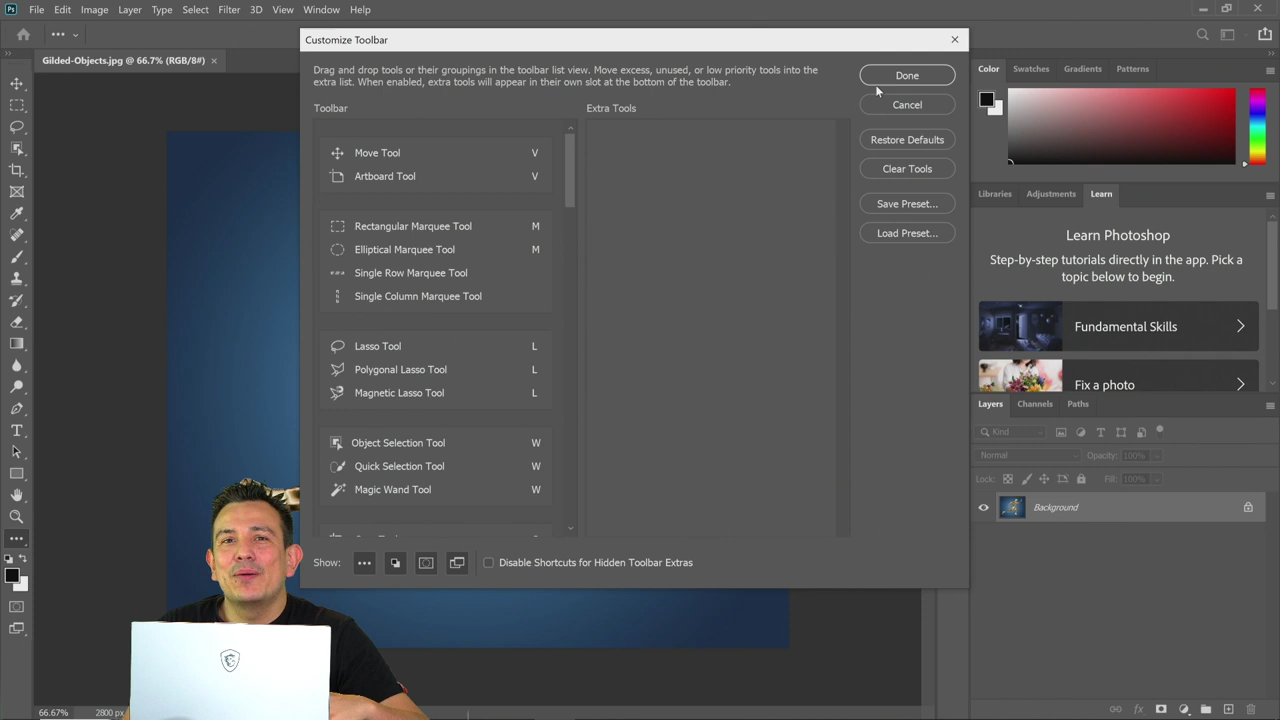 Ps File Edit Image Layer Type Select Filter 3D View Window Help
Gilded-Objects.jpg @ 66.7% (RGB/8#)
Customize Toolbar
Drag and drop tools or their groupings in the toolbar list view. Move excess, unused, or low priority tools into the
extra list. When enabled, extra tools will appear in their own slot at the bottom of the toolbar.
Toolbar
Extra Tools
Move Tool V
Artboard Tool V
Rectangular Marquee Tool M
Elliptical Marquee Tool M
Single Row Marquee Tool
Single Column Marquee Tool
Lasso Tool L
Polygonal Lasso Tool L
Magnetic Lasso Tool L
Object Selection Tool W
Quick Selection Tool W
Magic Wand Tool W
Done
Cancel
Restore Defaults
Clear Tools
Save Preset...
Load Preset...
Show:
Disable Shortcuts for Hidden Toolbar Extras
Color Swatches Gradients Patterns
Libraries Adjustments Learn
Learn Photoshop
Step-by-step tutorials directly in the app. Pick a
topic below to begin.
Fundamental Skills
Fix a photo
Layers Channels Paths
Kind
Normal Opacity: 100%
Lock: Fill: 100%
Background
66.67% 2800 px